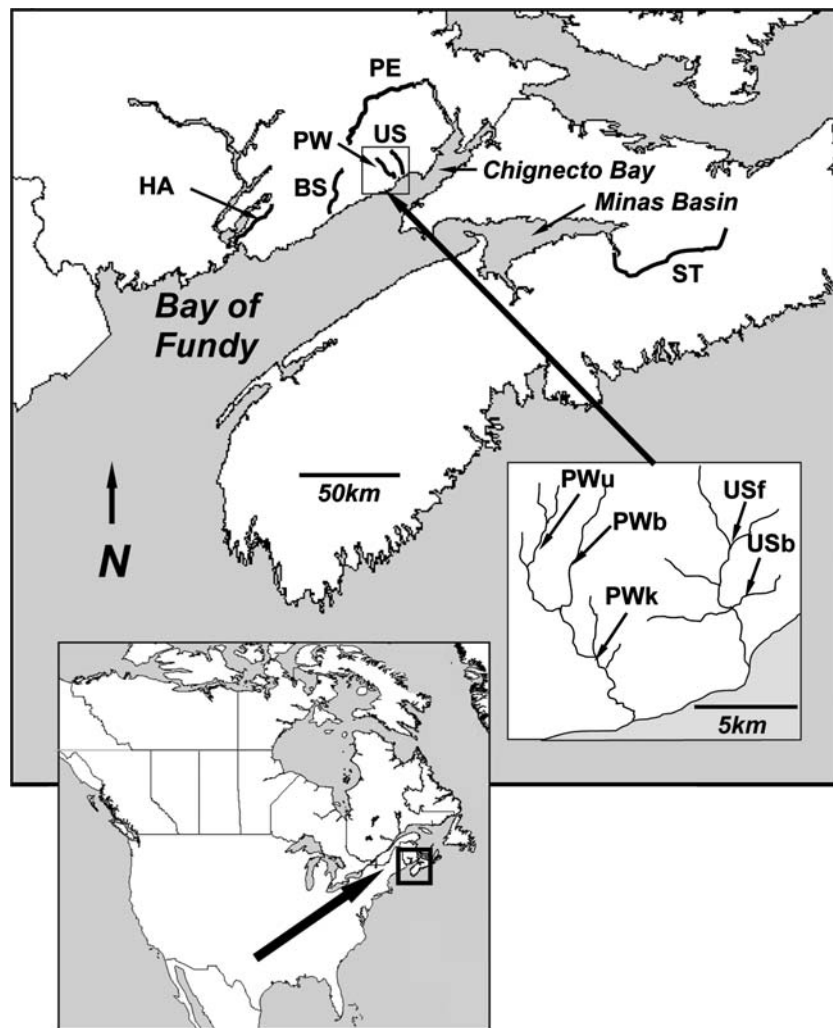 PE
US
PW
Chignecto Bay
HA
BS
Minas Basin
ST
Bay of
Fundy
50km
N
PWu
USf
PWb
USb
PWk
5km